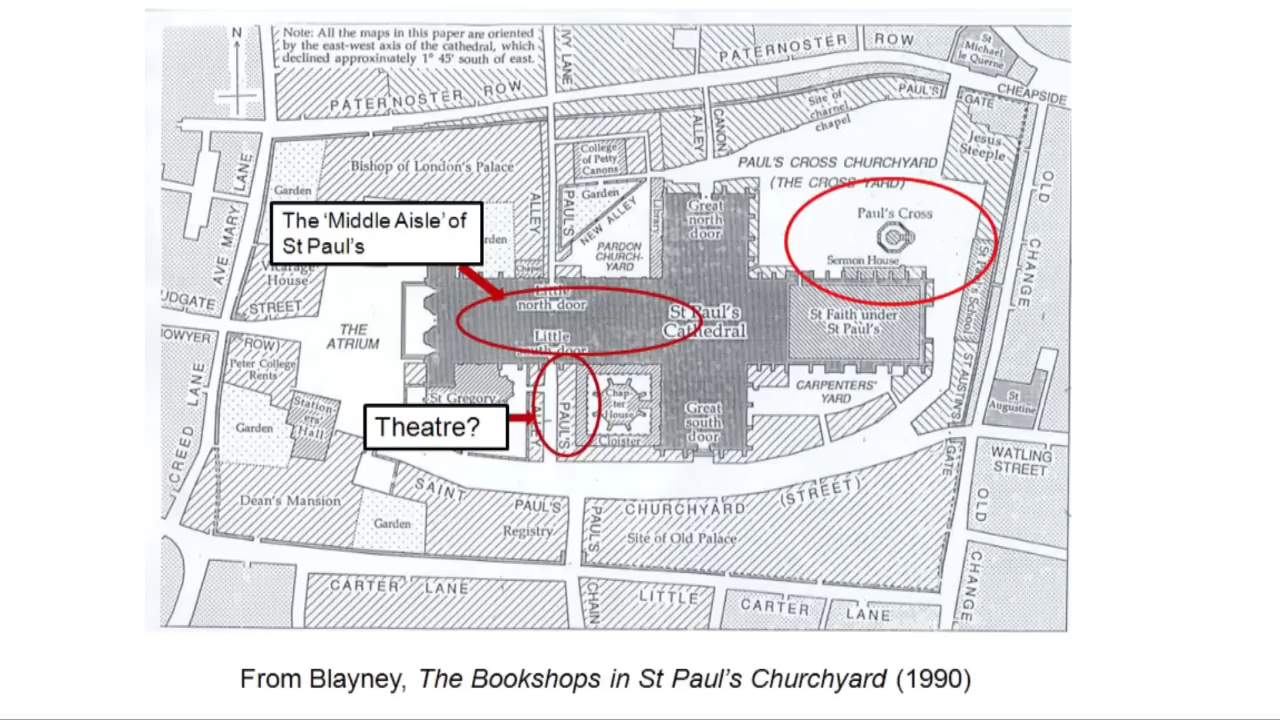 N
Note: All the maps in this paper are oriented
by the east-west axis of the cathedral, which
declined approximately 1° 45' south of east.
IVY LANE
PATERNOSTER ROW
St
Michael
le Querne
PATERNOSTER ROW
CHEAPSIDE
PAUL'S
GATE
Site of
charnel
chapel
CANON
ALLEY
Jesus
Steeple
College
of Petty
Canons
Bishop of London's Palace
PAUL'S CROSS CHURCHYARD
(THE CROSS YARD)
Garden
Garden
AVE MARY LANE
OLD
CHANGE
PAUL'S
ALLEY
NEW ALLEY
Library
Great
north
door
Paul's Cross
The 'Middle Aisle' of
St Paul's
PARDON
CHURCH-
YARD
Sermon House
Vicarage
House
STREET
St Paul's School
Little
north door
St Paul's
Cathedral
St Faith under
St Paul's
THE
ATRIUM
Little
south door
(ROW)
Peter College
Rents
CREED LANE
CARPENTERS'
YARD
ST AUSTIN'S
GATE
St
Augustine
St Gregory
Chap-
ter
House
Station-
ers'
Hall
Garden
Theatre?
ALLEY
PAUL'S
Great
south
door
Cloister
WATLING
STREET
SAINT PAUL'S CHURCHYARD (STREET)
Dean's Mansion
Garden
Registry
PAUL'S
CHAIN
Site of Old Palace
OLD
CHANGE
CARTER LANE
LITTLE CARTER LANE
From Blayney, The Bookshops in St Paul's Churchyard (1990)